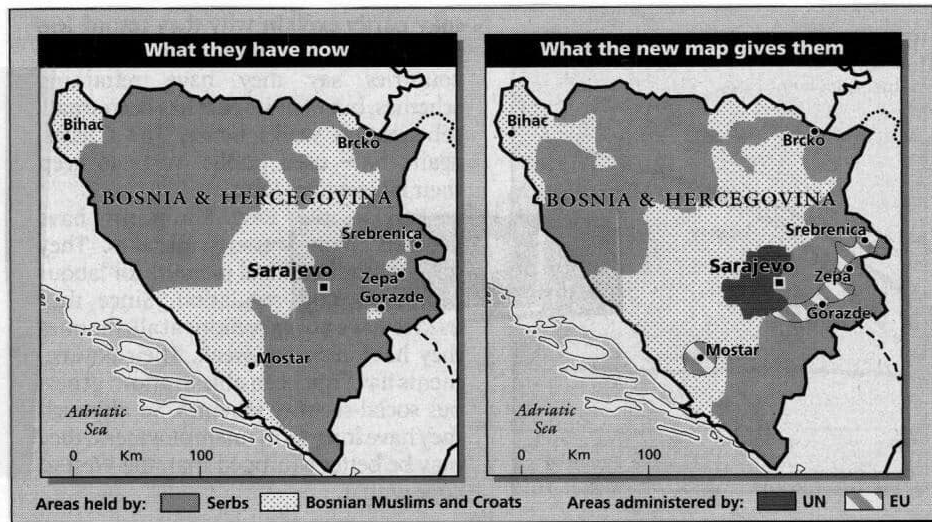 What they have now
Bihac
Brcko
BOSNIA & HERCEGOVINA
Srebrenica
Sarajevo
Zepa
Gorazde
Mostar
Adriatic
Sea
0 Km 100
What the new map gives them
Bihac
Brcko
BOSNIA & HERCEGOVINA
Srebrenica
Sarajevo
Zepa
Gorazde
Mostar
Adriatic
Sea
0 Km 100
Areas held by: Serbs Bosnian Muslims and Croats Areas administered by: UN EU